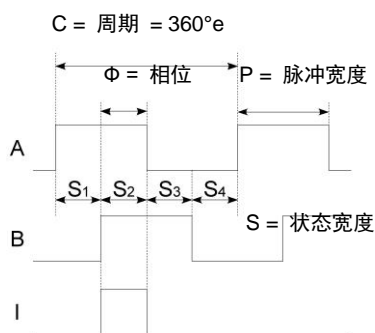 C = 周期 = 360°e
Φ = 相位
P = 脉冲宽度
A
S1 S2 S3 S4
B
S = 状态宽度
I